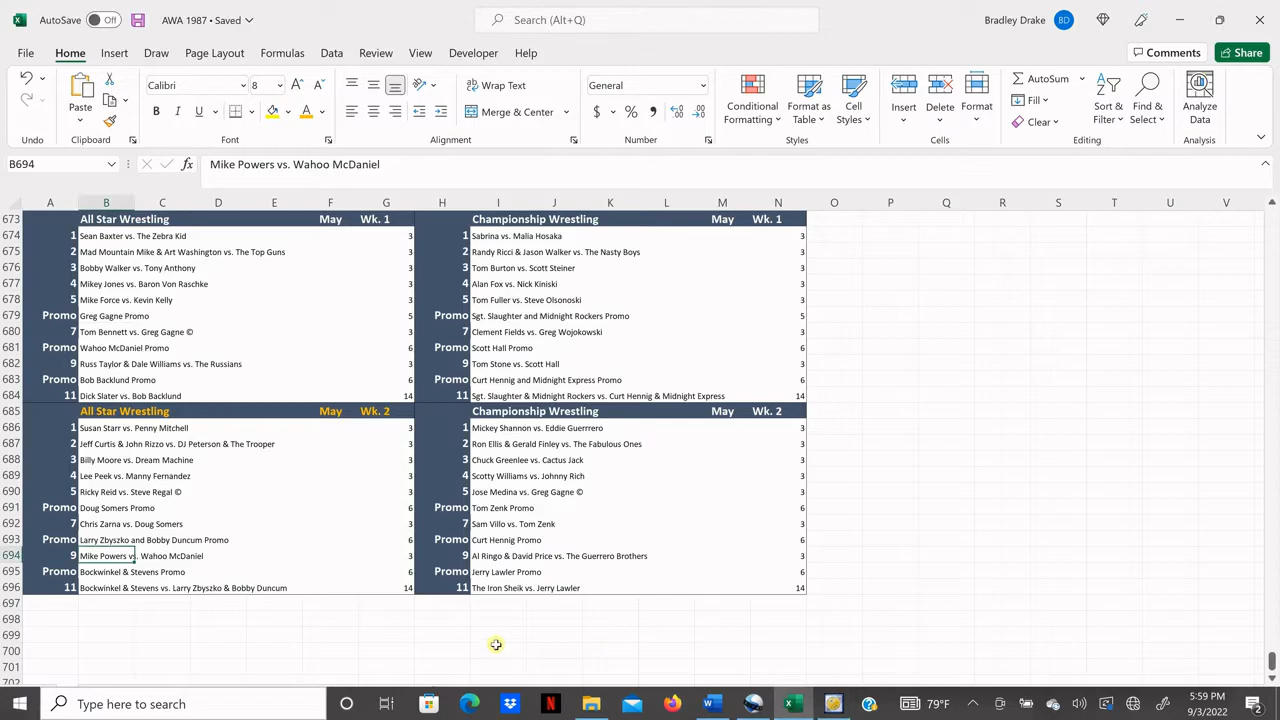 AutoSave Off AWA 1987 • Saved Search (Alt+Q) Bradley Drake BD
File Home Insert Draw Page Layout Formulas Data Review View Developer Help Comments Share
Calibri 8 Wrap Text General AutoSum
Paste B I U Merge & Center $ % Conditional Formatting Format as Table Cell Styles Insert Delete Format Fill Clear Sort & Filter Find & Select Analyze Data
Undo Clipboard Font Alignment Number Styles Cells Editing Analysis
B694 fx Mike Powers vs. Wahoo McDaniel
A B C D E F G H I J K L M N O P Q R S T U V
673 All Star Wrestling May Wk. 1 Championship Wrestling May Wk. 1
674 1 Sean Baxter vs. The Zebra Kid 3 1 Sabrina vs. Malia Hosaka 3
675 2 Mad Mountain Mike & Art Washington vs. The Top Guns 3 2 Randy Ricci & Jason Walker vs. The Nasty Boys 3
676 3 Bobby Walker vs. Tony Anthony 3 3 Tom Burton vs. Scott Steiner 3
677 4 Mikey Jones vs. Baron Von Raschke 3 4 Alan Fox vs. Nick Kiniski 3
678 5 Mike Force vs. Kevin Kelly 3 5 Tom Fuller vs. Steve Olsonoski 3
679 Promo Greg Gagne Promo 5 Promo Sgt. Slaughter and Midnight Rockers Promo 5
680 7 Tom Bennett vs. Greg Gagne © 3 7 Clement Fields vs. Greg Wojokowski 3
681 Promo Wahoo McDaniel Promo 6 Promo Scott Hall Promo 6
682 9 Russ Taylor & Dale Williams vs. The Russians 3 9 Tom Stone vs. Scott Hall 3
683 Promo Bob Backlund Promo 6 Promo Curt Hennig and Midnight Express Promo 6
684 11 Dick Slater vs. Bob Backlund 14 11 Sgt. Slaughter & Midnight Rockers vs. Curt Hennig & Midnight Express 14
685 All Star Wrestling May Wk. 2 Championship Wrestling May Wk. 2
686 1 Susan Starr vs. Penny Mitchell 3 1 Mickey Shannon vs. Eddie Guerrrero 3
687 2 Jeff Curtis & John Rizzo vs. DJ Peterson & The Trooper 3 2 Ron Ellis & Gerald Finley vs. The Fabulous Ones 3
688 3 Billy Moore vs. Dream Machine 3 3 Chuck Greenlee vs. Cactus Jack 3
689 4 Lee Peek vs. Manny Fernandez 3 4 Scotty Williams vs. Johnny Rich 3
690 5 Ricky Reid vs. Steve Regal © 3 5 Jose Medina vs. Greg Gagne © 3
691 Promo Doug Somers Promo 6 Promo Tom Zenk Promo 6
692 7 Chris Zarna vs. Doug Somers 3 7 Sam Villo vs. Tom Zenk 3
693 Promo Larry Zbyszko and Bobby Duncum Promo 6 Promo Curt Hennig Promo 6
694 9 Mike Powers vs. Wahoo McDaniel 3 9 Al Ringo & David Price vs. The Guerrero Brothers 3
695 Promo Bockwinkel & Stevens Promo 6 Promo Jerry Lawler Promo 6
696 11 Bockwinkel & Stevens vs. Larry Zbyszko & Bobby Duncum 14 11 The Iron Sheik vs. Jerry Lawler 14
697
698
699
700
701
702
Type here to search 79°F 5:59 PM
9/3/2022 2